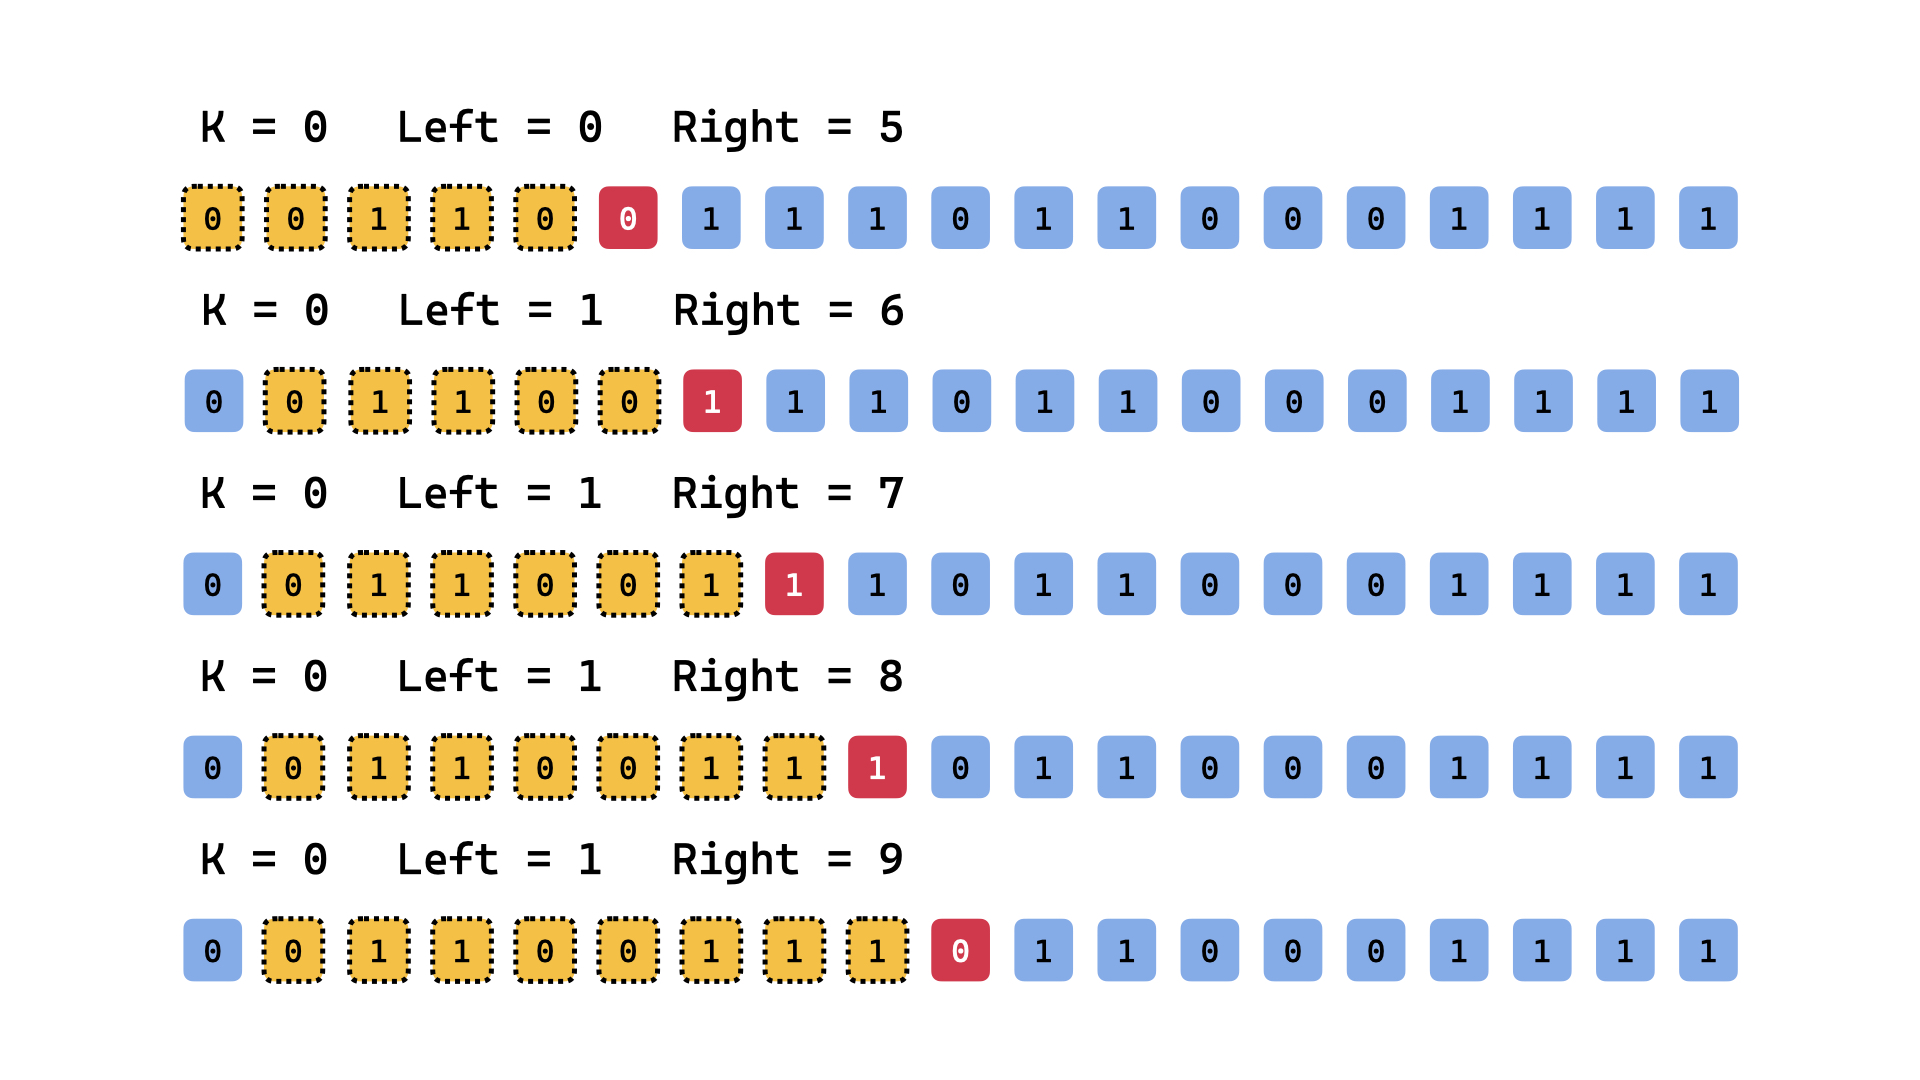 K = 0 Left = 0 Right = 5
0 0 1 1 0 0 1 1 1 0 1 1 0 0 0 1 1 1 1
K = 0 Left = 1 Right = 6
0 0 1 1 0 0 1 1 1 0 1 1 0 0 0 1 1 1 1
K = 0 Left = 1 Right = 7
0 0 1 1 0 0 1 1 1 0 1 1 0 0 0 1 1 1 1
K = 0 Left = 1 Right = 8
0 0 1 1 0 0 1 1 1 0 1 1 0 0 0 1 1 1 1
K = 0 Left = 1 Right = 9
0 0 1 1 0 0 1 1 1 0 1 1 0 0 0 1 1 1 1